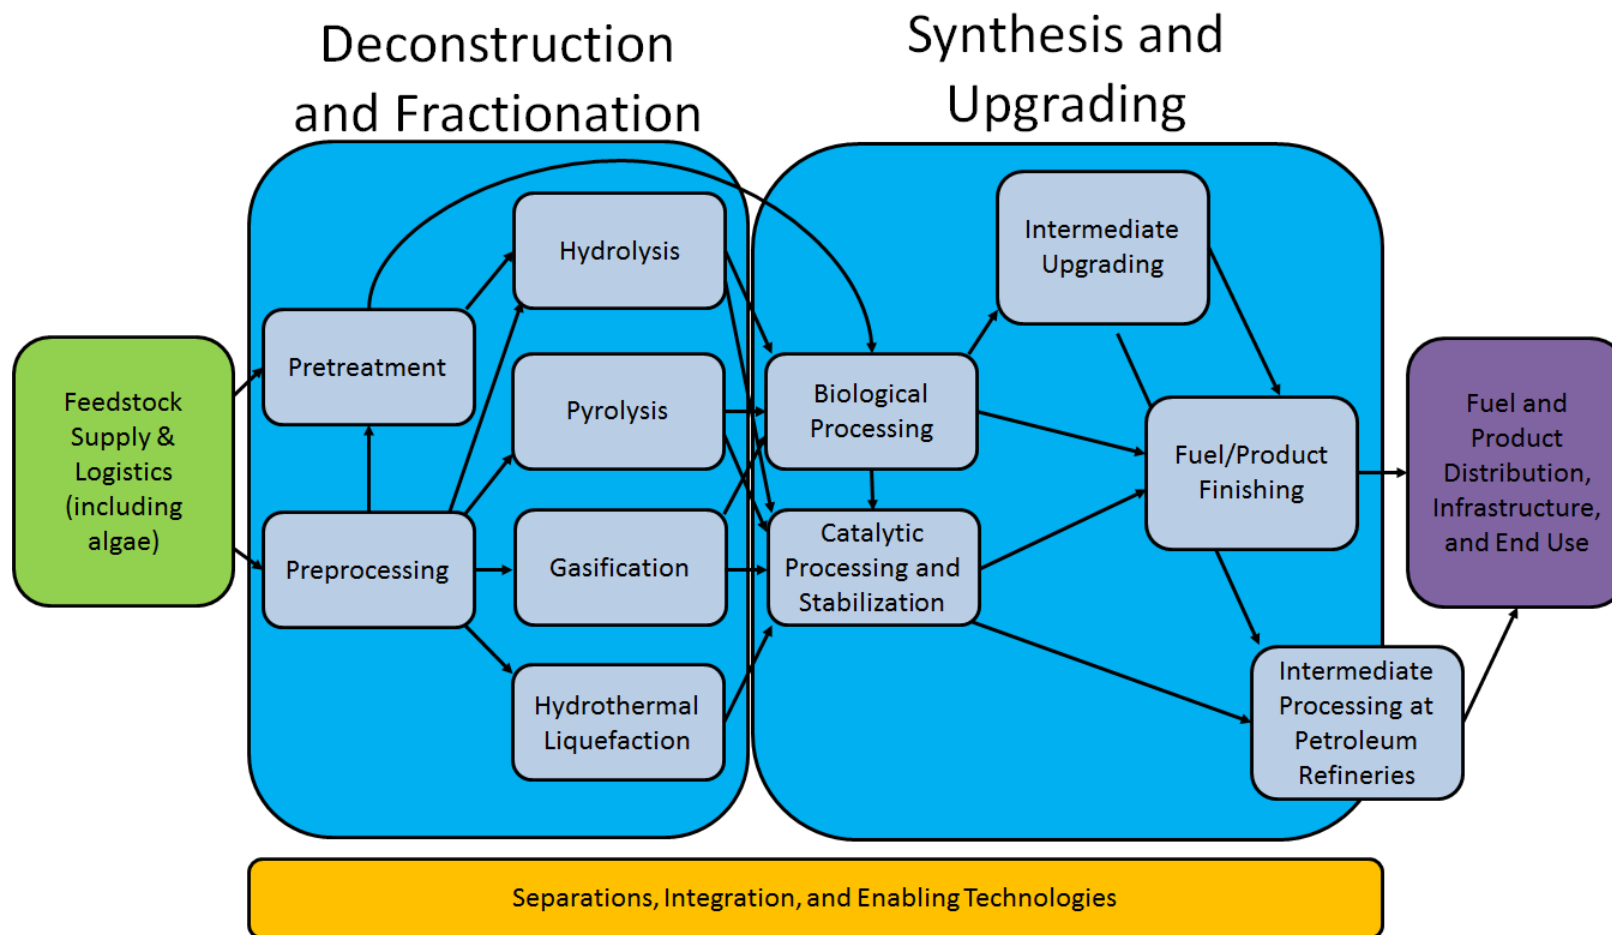 Deconstruction
and Fractionation
Synthesis and
Upgrading
Feedstock
Supply &
Logistics
(including
algae)
Pretreatment
Preprocessing
Hydrolysis
Pyrolysis
Gasification
Hydrothermal
Liquefaction
Biological
Processing
Catalytic
Processing and
Stabilization
Intermediate
Upgrading
Fuel/Product
Finishing
Intermediate
Processing at
Petroleum
Refineries
Fuel and
Product
Distribution,
Infrastructure,
and End Use
Separations, Integration, and Enabling Technologies